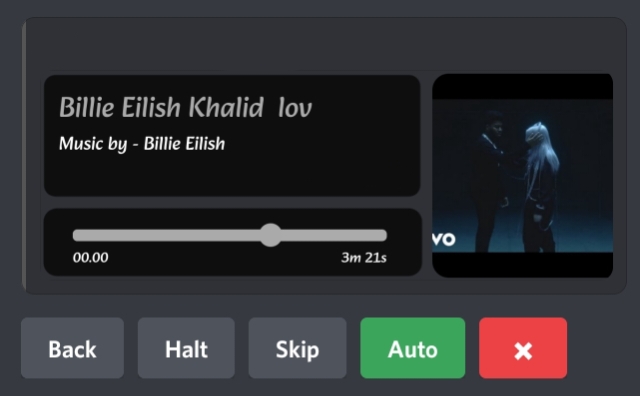 Billie Eilish Khalid lov
Music by - Billie Eilish
00.00 3m 21s
VO
Back Halt Skip Auto ×